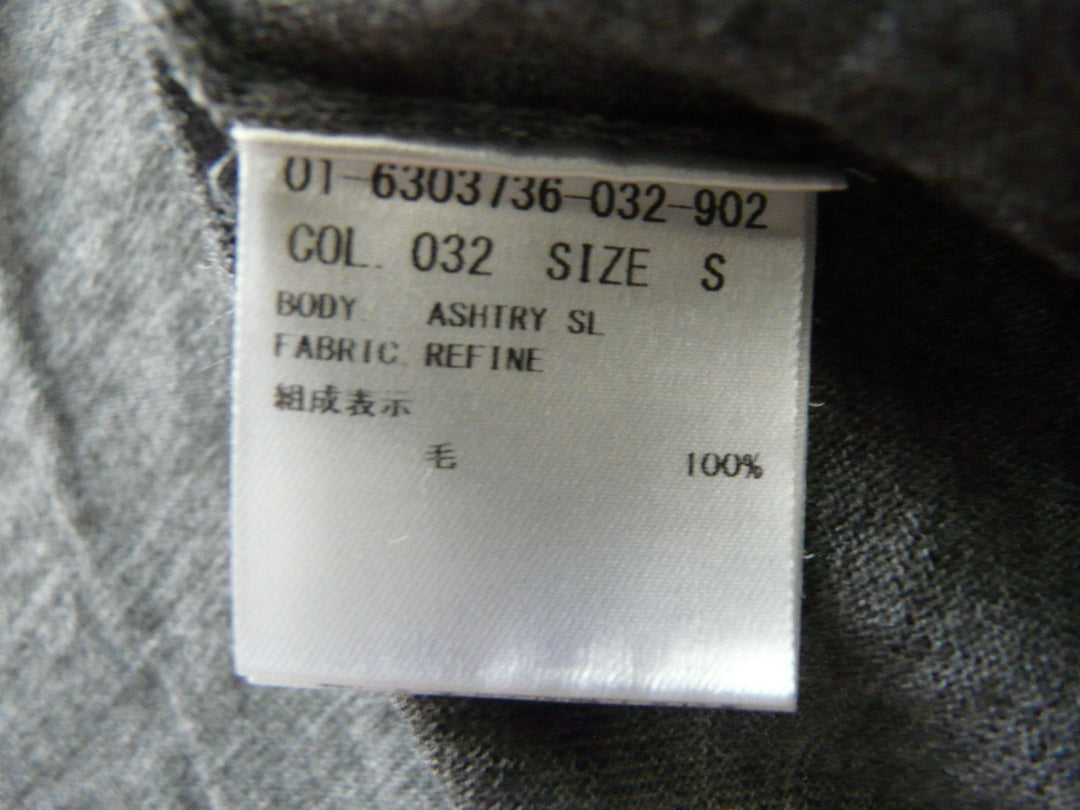 01-6303736-032-902
COL. 032 SIZE S
BODY. ASHTRY SL
FABRIC. REFINE
組成表示
毛 100%